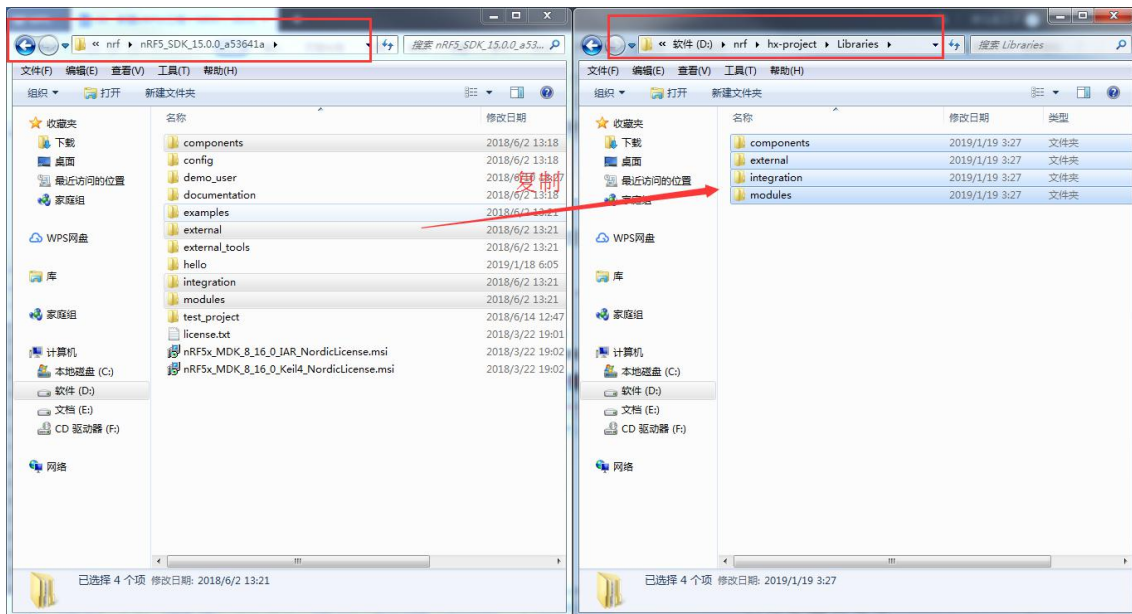 « nrf ▸ nRF5_SDK_15.0.0_a53641a ▸
搜索 nRF5_SDK_15.0.0_a53...
文件(F) 编辑(E) 查看(V) 工具(T) 帮助(H)
组织 打开 新建文件夹
收藏夹
下载
桌面
最近访问的位置
家庭组
WPS网盘
库
家庭组
计算机
本地磁盘 (C:)
软件 (D:)
文档 (E:)
CD 驱动器 (F:)
网络
名称 修改日期
components 2018/6/2 13:18
config 2018/6/2 13:18
demo_user
documentation 2018/6/2 13:18
examples 2018/6/2 13:21
external 2018/6/2 13:21
external_tools 2018/6/2 13:21
hello 2019/1/18 6:05
integration 2018/6/2 13:21
modules 2018/6/2 13:21
test_project 2018/6/14 12:47
license.txt 2018/3/22 19:01
nRF5x_MDK_8_16_0_IAR_NordicLicense.msi 2018/3/22 19:02
nRF5x_MDK_8_16_0_Keil4_NordicLicense.msi 2018/3/22 19:02
已选择 4 个项 修改日期: 2018/6/2 13:21
复制
« 软件 (D:) ▸ nrf ▸ hx-project ▸ Libraries ▸
搜索 Libraries
文件(F) 编辑(E) 查看(V) 工具(T) 帮助(H)
组织 打开 新建文件夹
收藏夹
下载
桌面
最近访问的位置
家庭组
WPS网盘
库
家庭组
计算机
本地磁盘 (C:)
软件 (D:)
文档 (E:)
CD 驱动器 (F:)
网络
名称 修改日期 类型
components 2019/1/19 3:27 文件夹
external 2019/1/19 3:27 文件夹
integration 2019/1/19 3:27 文件夹
modules 2019/1/19 3:27 文件夹
已选择 4 个项 修改日期: 2019/1/19 3:27